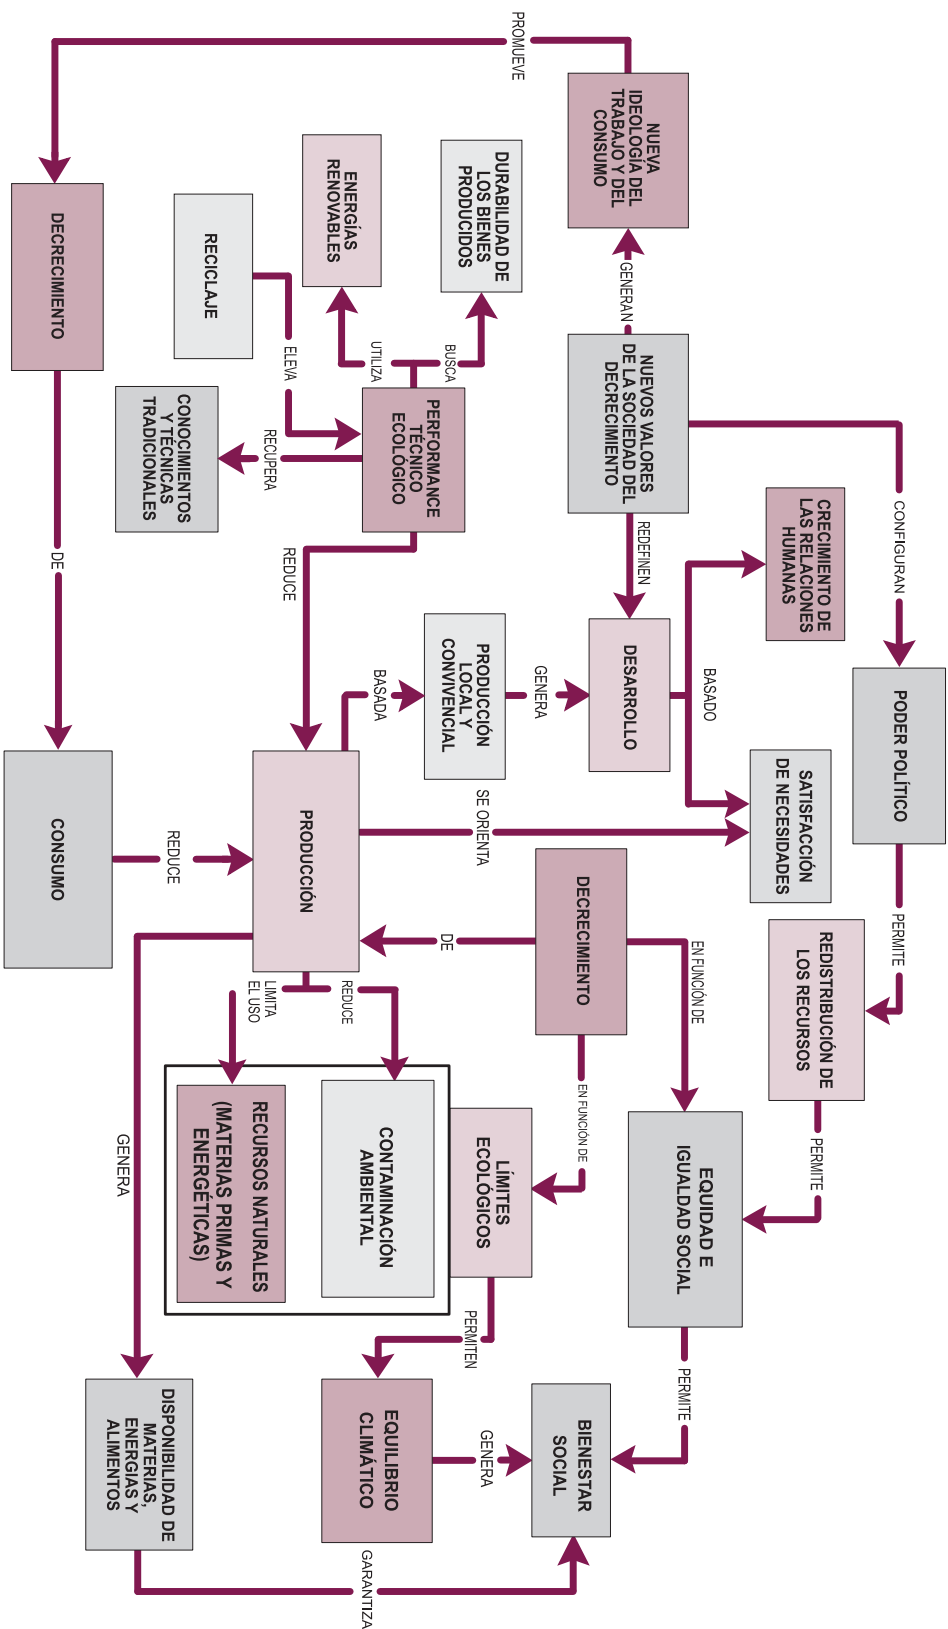 PROMUEVE
NUEVA
IDEOLOGÍA DEL
TRABAJO Y DEL
CONSUMO
GENERAN
NUEVOS VALORES
DE LA SOCIEDAD DEL
DECRECIMIENTO
CONFIGURAN
PODER POLÍTICO
PERMITE
REDISTRIBUCIÓN DE
LOS RECURSOS
PERMITE
EQUIDAD E
IGUALDAD SOCIAL
PERMITE
BIENESTAR
SOCIAL
CRECIMIENTO DE
LAS RELACIONES
HUMANAS
REDEFINEN
DESARROLLO
BASADO
SATISFACCIÓN
DE NECESIDADES
DURABILIDAD DE
LOS BIENES
PRODUCIDOS
ENERGÍAS
RENOVABLES
BUSCA
UTILIZA
PERFORMANCE
TÉCNICO
ECOLÓGICO
RECICLAJE
ELEVA
RECUPERA
CONOCIMIENTOS
Y TÉCNICAS
TRADICIONALES
REDUCE
PRODUCCIÓN
LOCAL Y
CONVIVENCIAL
GENERA
BASADA
SE ORIENTA
DECRECIMIENTO
EN FUNCIÓN DE
DE
EN FUNCIÓN DE
LÍMITES
ECOLÓGICOS
PERMITEN
EQUILIBRIO
CLIMÁTICO
GENERA
DECRECIMIENTO
DE
CONSUMO
REDUCE
PRODUCCIÓN
REDUCE
LIMITA
EL USO
CONTAMINACIÓN
AMBIENTAL
RECURSOS NATURALES
(MATERIAS PRIMAS Y
ENERGÉTICAS)
GENERA
DISPONIBILIDAD DE
MATERIAS,
ENERGIAS Y
ALIMENTOS
GARANTIZA